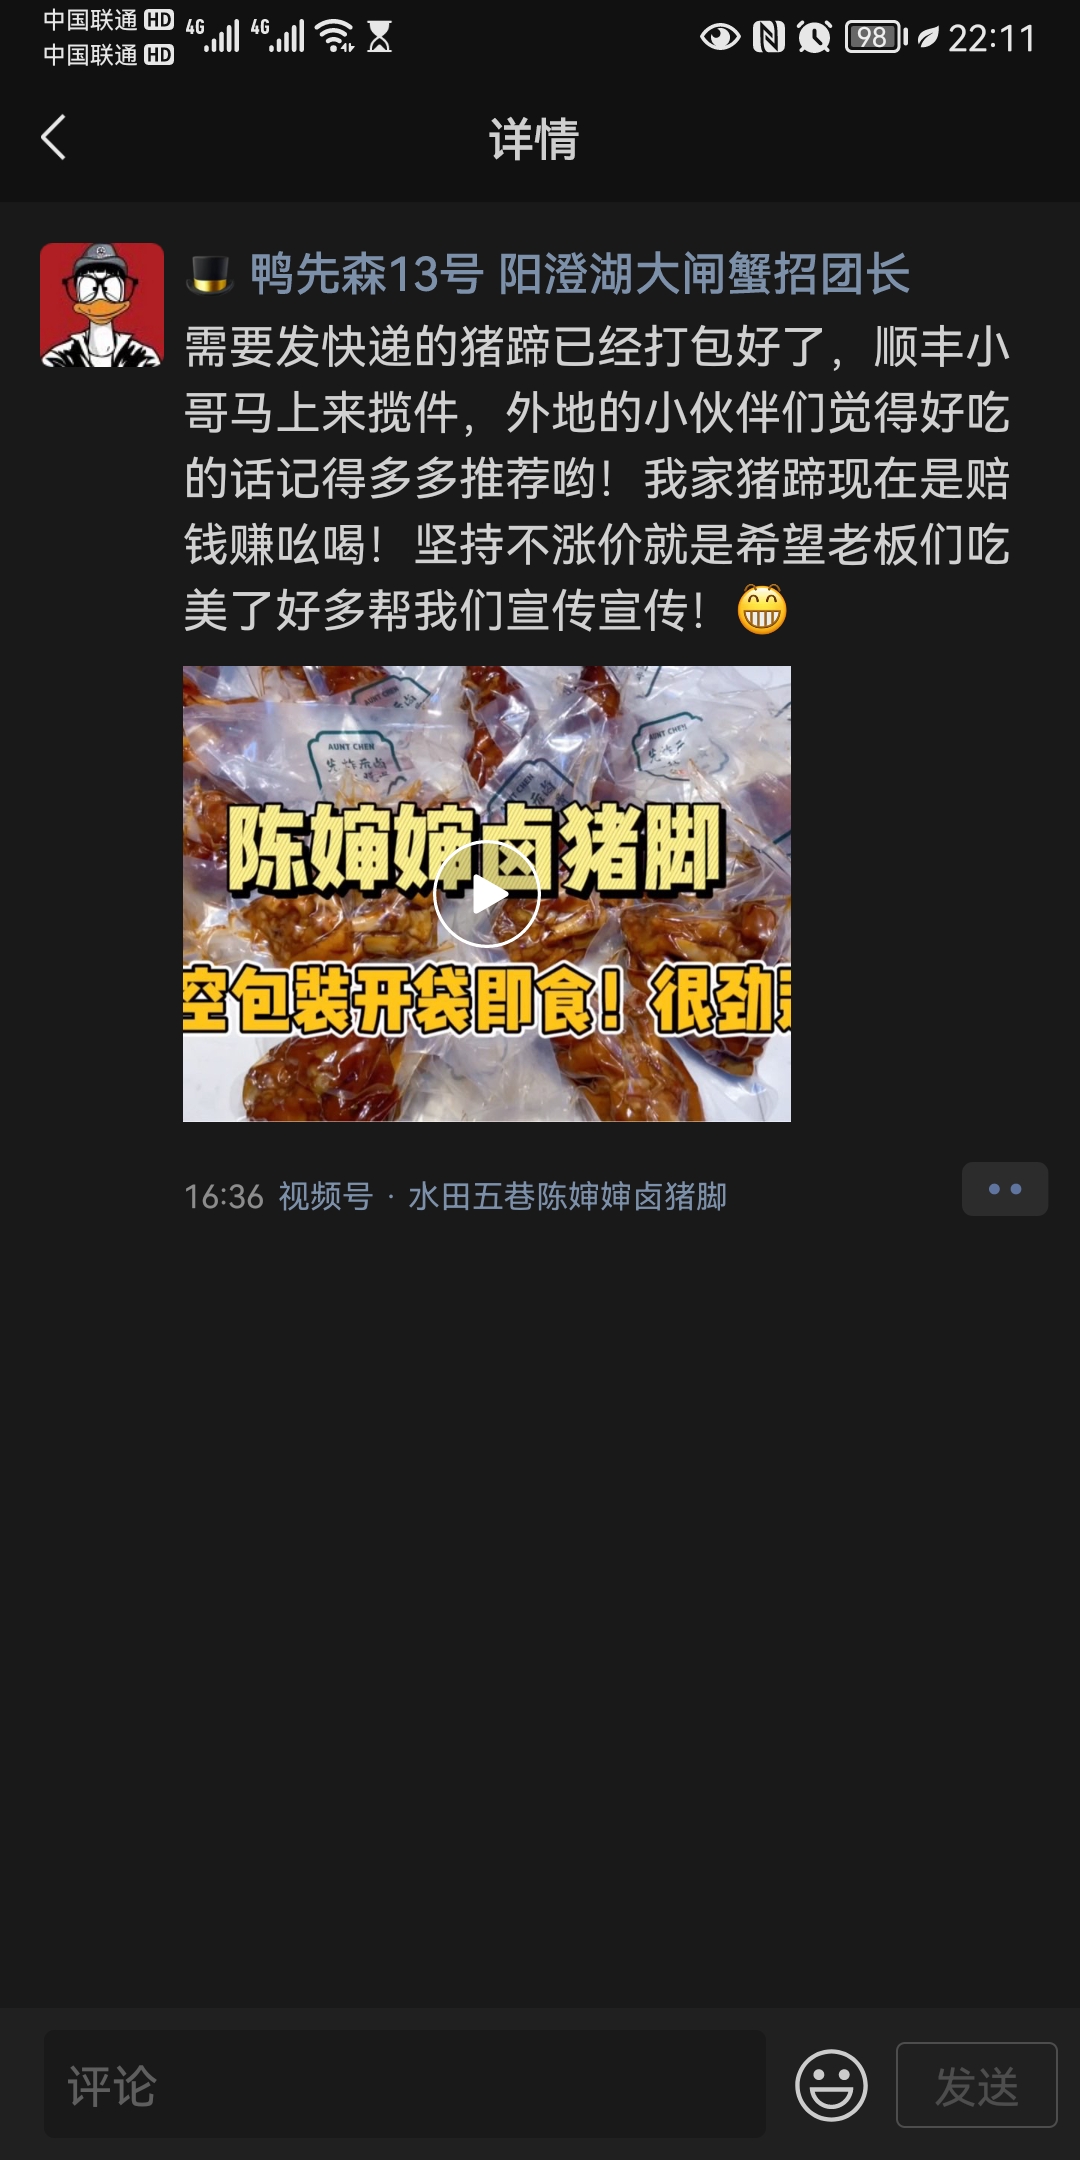 中国联通 HD 4G 4G 98 22:11
中国联通 HD
详情
🎩 鸭先森13号 阳澄湖大闸蟹招团长
需要发快递的猪蹄已经打包好了，顺丰小
哥马上来揽件，外地的小伙伴们觉得好吃
的话记得多多推荐哟！我家猪蹄现在是赔
钱赚吆喝！坚持不涨价就是希望老板们吃
美了好多帮我们宣传宣传！😁
AUNT CHEN
AUNT CHEN
AUNT CHEN
陈婶婶卤猪脚
空包裝开袋即食！很劲
16:36 视频号 · 水田五巷陈婶婶卤猪脚
评论
发送